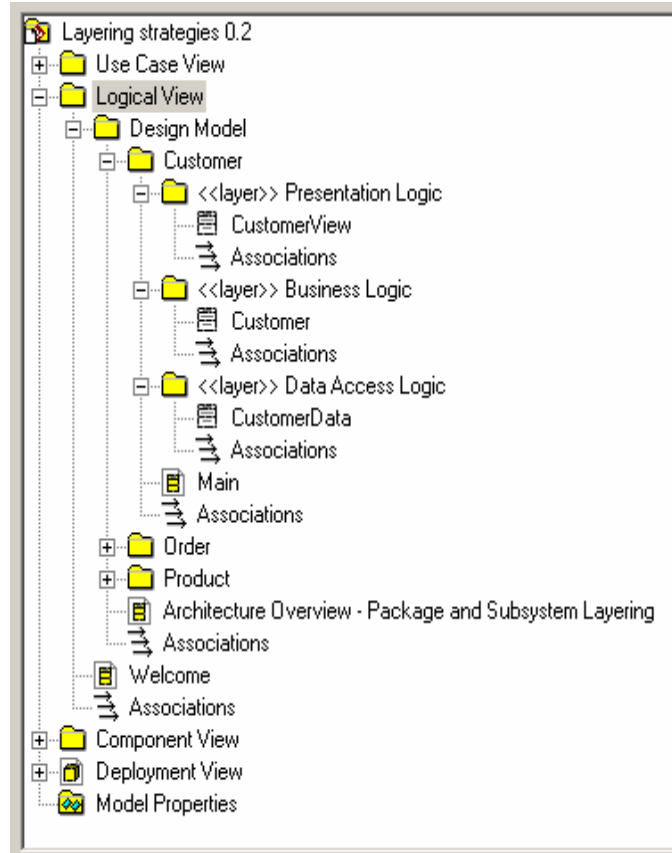 Layering strategies 0.2
Use Case View
Logical View
Design Model
Customer
<<layer>> Presentation Logic
CustomerView
Associations
<<layer>> Business Logic
Customer
Associations
<<layer>> Data Access Logic
CustomerData
Associations
Main
Associations
Order
Product
Architecture Overview - Package and Subsystem Layering
Associations
Welcome
Associations
Component View
Deployment View
Model Properties